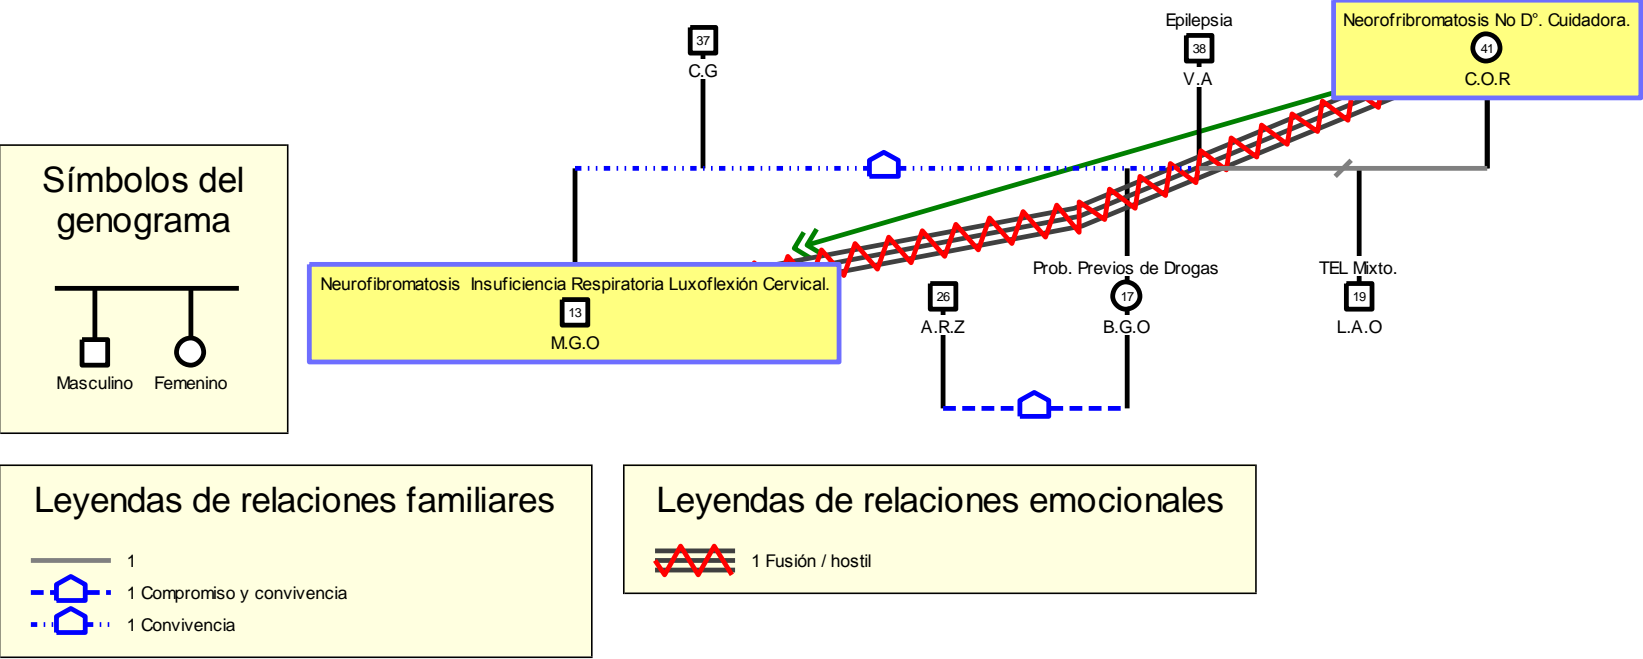 Epilepsia
Neorofribromatosis No D°. Cuidadora.
37
38
41
C.G
V.A
C.O.R
Símbolos del
genograma
Masculino
Femenino
Neurofibromatosis Insuficiencia Respiratoria Luxoflexión Cervical.
13
M.G.O
Prob. Previos de Drogas
TEL Mixto.
26
17
19
A.R.Z
B.G.O
L.A.O
Leyendas de relaciones familiares
1
1 Compromiso y convivencia
1 Convivencia
Leyendas de relaciones emocionales
1 Fusión / hostil